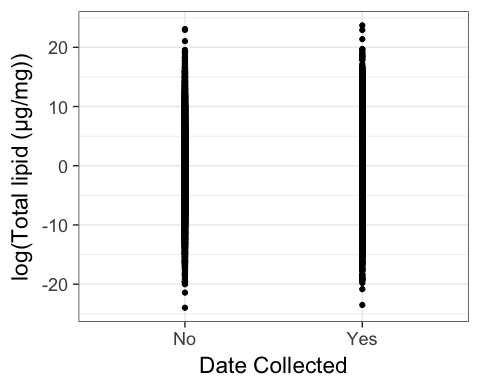 log(Total lipid (µg/mg))
20
10
0
-10
-20
No
Yes
Date Collected